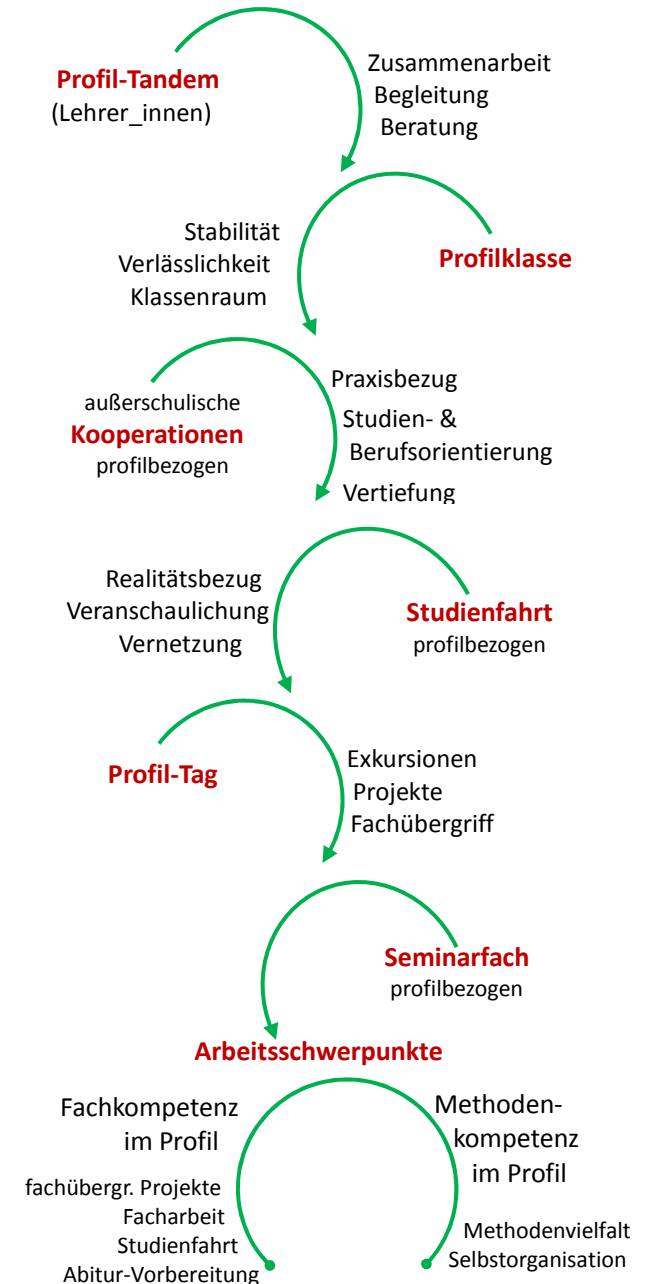 Profil-Tandem
(Lehrer_innen)
Zusammenarbeit
Begleitung
Beratung
Stabilität
Verlässlichkeit
Klassenraum
Profilklasse
außerschulische
Kooperationen
profilbezogen
Praxisbezug
Studien- &
Berufsorientierung
Vertiefung
Realitätsbezug
Veranschaulichung
Vernetzung
Studienfahrt
profilbezogen
Profil-Tag
Exkursionen
Projekte
Fachübergriff
Seminarfach
profilbezogen
Arbeitsschwerpunkte
Fachkompetenz
im Profil
fachübergr. Projekte
Facharbeit
Studienfahrt
Abitur-Vorbereitung
Methoden-
kompetenz
im Profil
Methodenvielfalt
Selbstorganisation